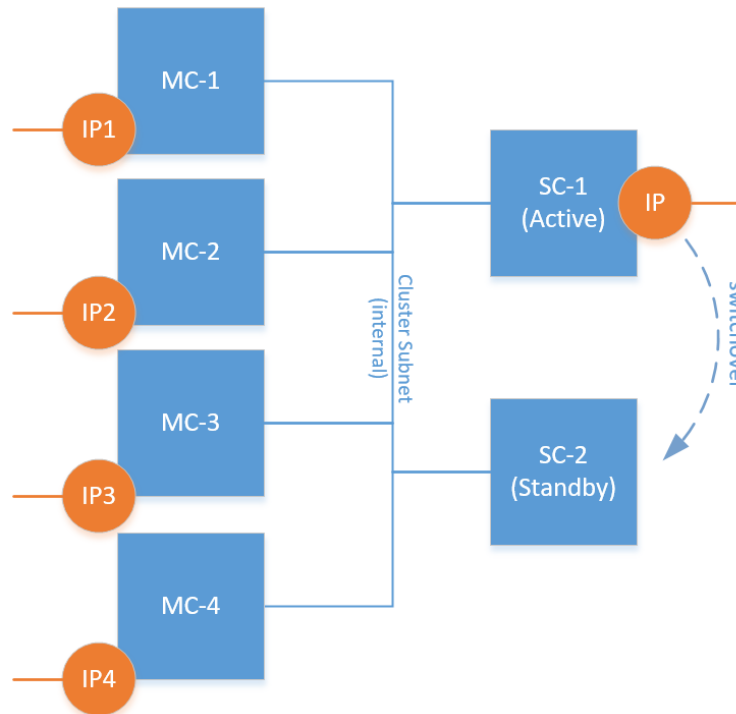 MC-1
IP1
MC-2
IP2
MC-3
IP3
MC-4
IP4
Cluster Subnet
(internal)
SC-1
(Active)
IP
switchover
SC-2
(Standby)